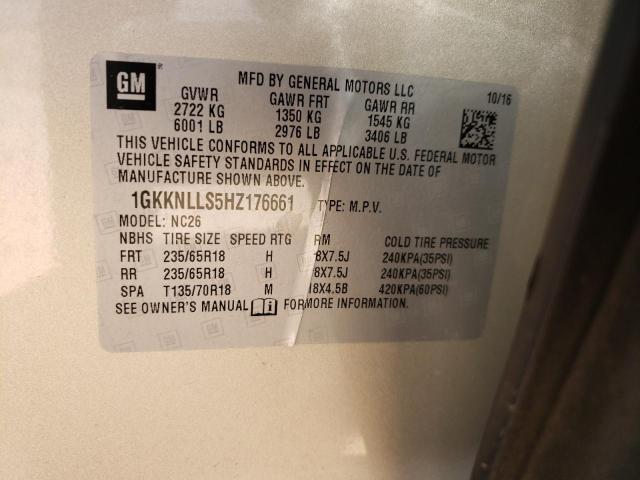 GM
MFD BY GENERAL MOTORS LLC
10/16
GVWR GAWR FRT GAWR RR
2722 KG 1350 KG 1545 KG
6001 LB 2976 LB 3406 LB
THIS VEHICLE CONFORMS TO ALL APPLICABLE U.S. FEDERAL MOTOR
VEHICLE SAFETY STANDARDS IN EFFECT ON THE DATE OF
MANUFACTURE SHOWN ABOVE.
1GKKNLLS5HZ176661 TYPE: M.P.V.
MODEL: NC26
NBHS TIRE SIZE SPEED RTG RM COLD TIRE PRESSURE
FRT 235/65R18 H 8X7.5J 240KPA(35PSI)
RR 235/65R18 H 8X7.5J 240KPA(35PSI)
SPA T135/70R18 M 18X4.5B 420KPA(60PSI)
SEE OWNER'S MANUAL FOR MORE INFORMATION